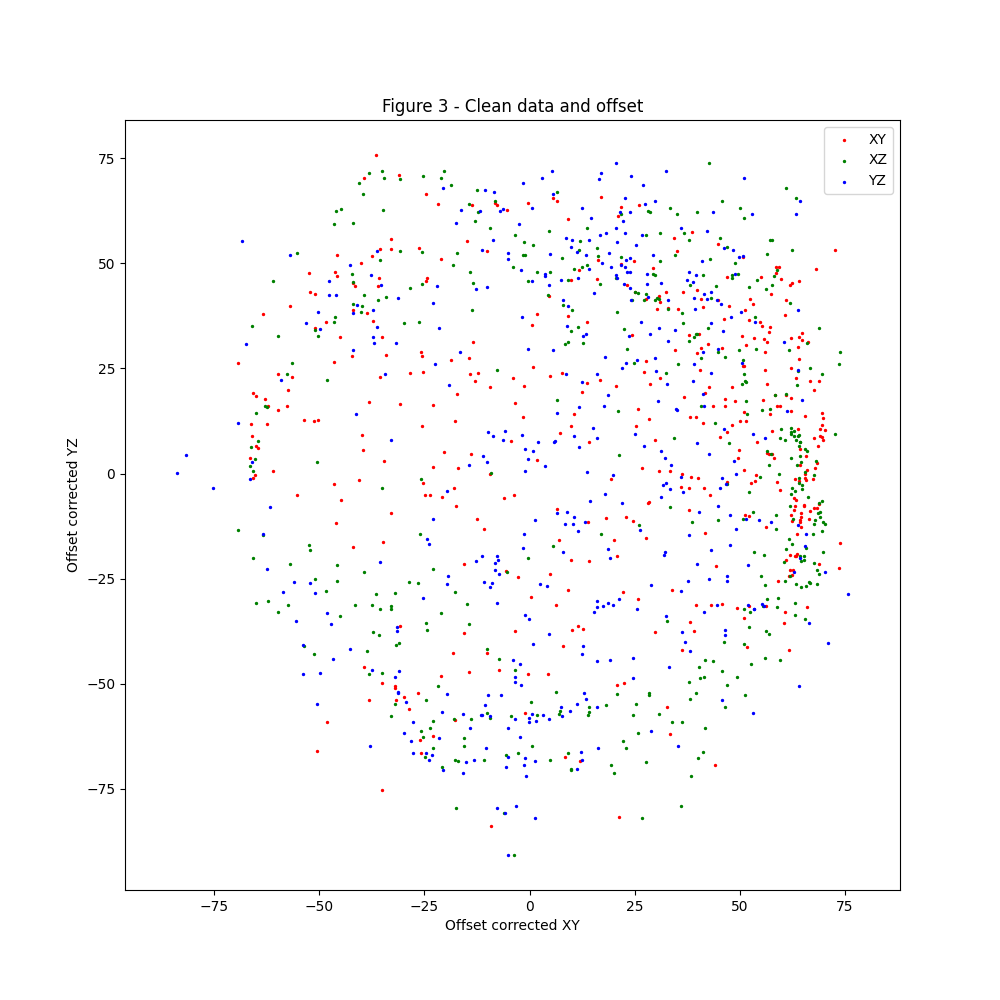 Figure 3 - Clean data and offset
XY
XZ
YZ
75
50
25
0
−25
−50
−75
Offset corrected YZ
−75 −50 −25 0 25 50 75
Offset corrected XY